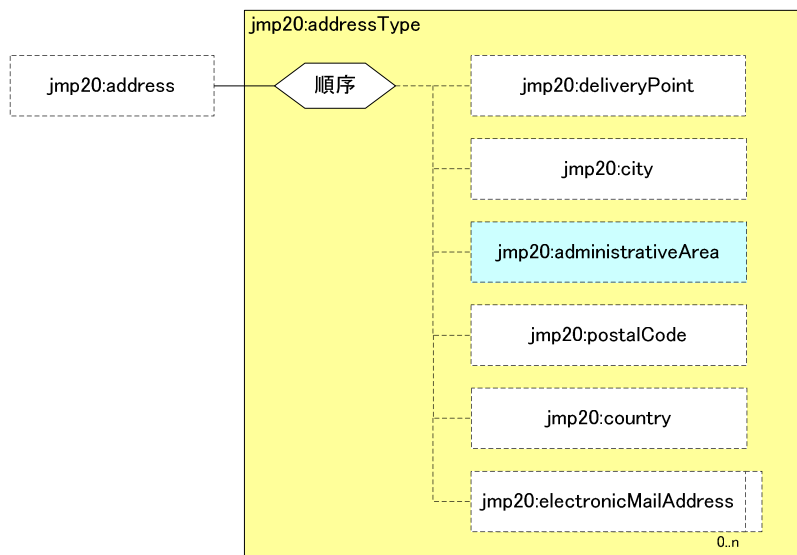 jmp20:addressType
jmp20:address
順序
jmp20:deliveryPoint
jmp20:city
jmp20:administrativeArea
jmp20:postalCode
jmp20:country
jmp20:electronicMailAddress
0..n